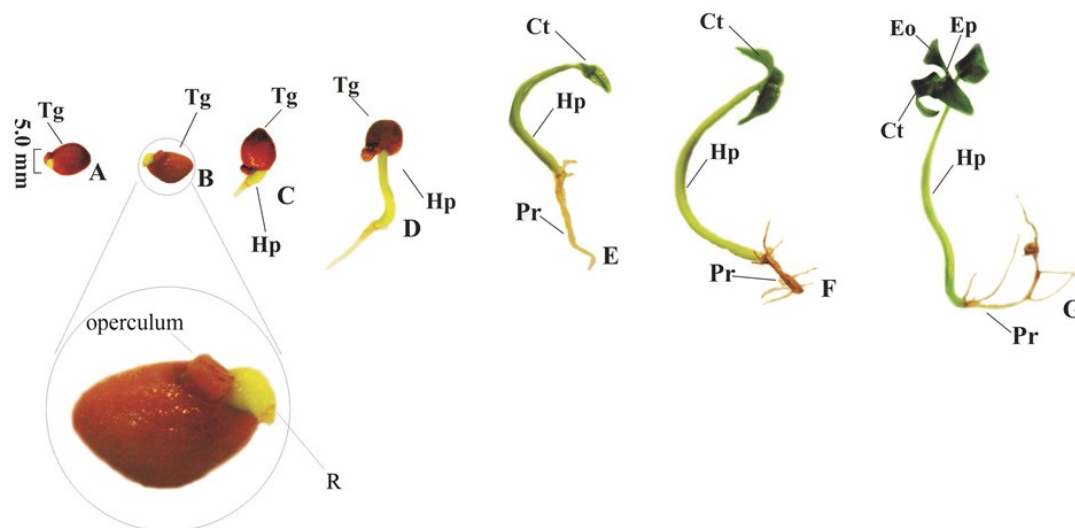 Tg
5.0 mm
A
Tg
B
Tg
C
Hp
Tg
Hp
D
Ct
Hp
Pr
E
Ct
Hp
Pr
F
Eo
Ep
Ct
Hp
Pr
G
operculum
R